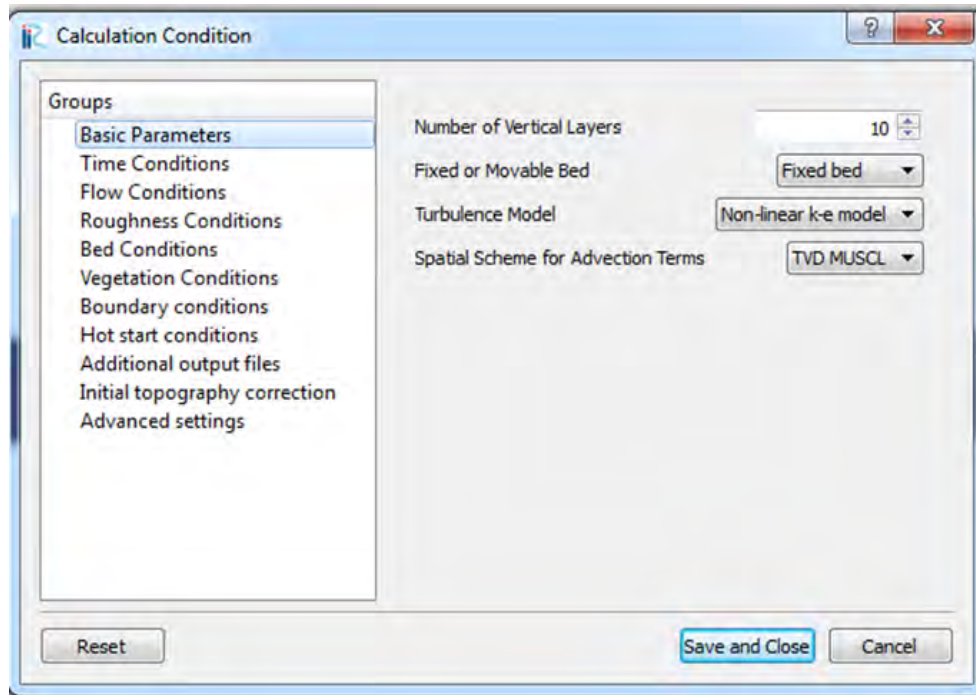 Calculation Condition
Groups
Basic Parameters
Time Conditions
Flow Conditions
Roughness Conditions
Bed Conditions
Vegetation Conditions
Boundary conditions
Hot start conditions
Additional output files
Initial topography correction
Advanced settings
Number of Vertical Layers 10
Fixed or Movable Bed Fixed bed
Turbulence Model Non-linear k-e model
Spatial Scheme for Advection Terms TVD MUSCL
Reset Save and Close Cancel